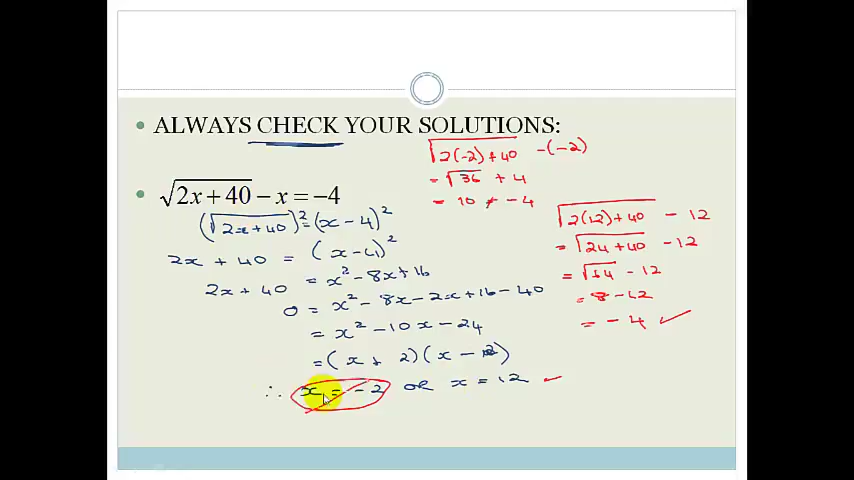 • ALWAYS CHECK YOUR SOLUTIONS:
• √(2x+40) − x = −4
(√(2x+40))² = (x − 4)²
2x + 40 = (x − 4)²
2x + 40 = x² − 8x + 16
0 = x² − 8x − 2x + 16 − 40
= x² − 10x − 24
= (x + 2)(x − 12)
∴ x = −2 OR x = 12 ✓
√(2(−2)+40) −(−2)
= √36 + 4
= 10 ≠ −4
√(2(12)+40) − 12
= √(24+40) − 12
= √64 − 12
= 8 − 12
= −4 ✓